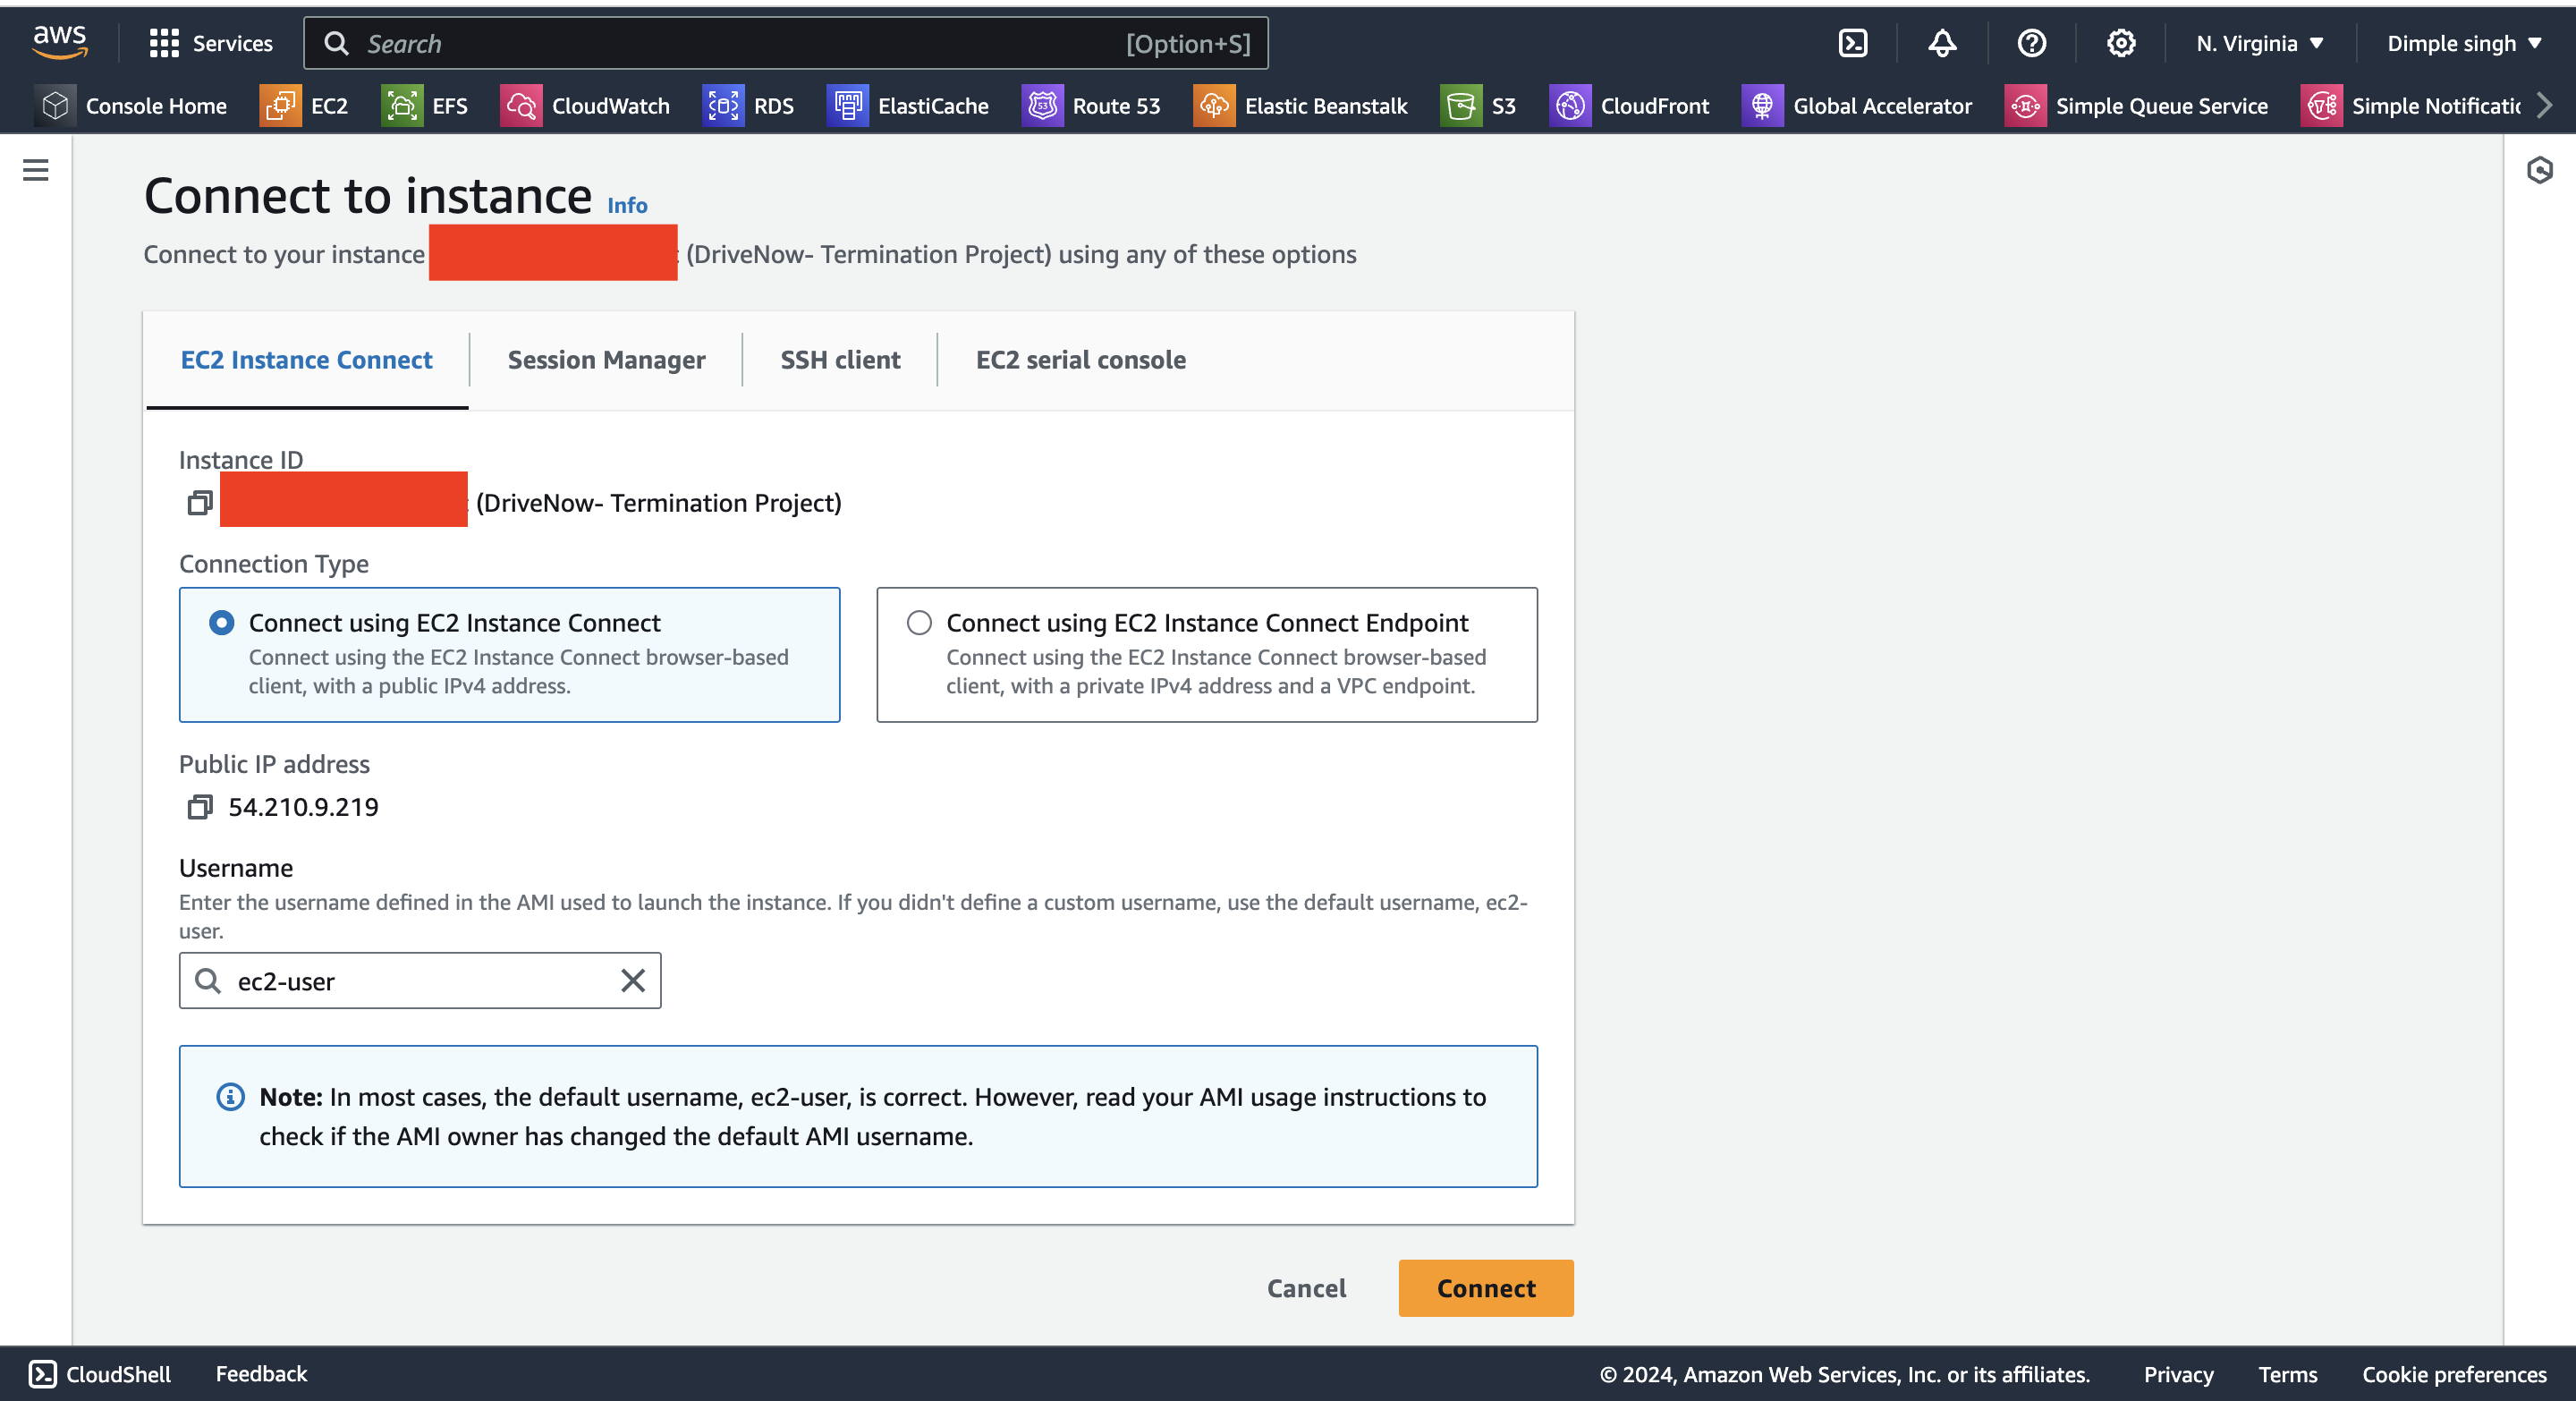 aws
Services
Search
[Option+S]
N. Virginia
Dimple singh
Console Home
EC2
EFS
CloudWatch
RDS
ElastiCache
Route 53
Elastic Beanstalk
S3
CloudFront
Global Accelerator
Simple Queue Service
Simple Notificatic
Connect to instance Info
Connect to your instance (DriveNow- Termination Project) using any of these options
EC2 Instance Connect
Session Manager
SSH client
EC2 serial console
Instance ID
(DriveNow- Termination Project)
Connection Type
Connect using EC2 Instance Connect
Connect using the EC2 Instance Connect browser-based
client, with a public IPv4 address.
Connect using EC2 Instance Connect Endpoint
Connect using the EC2 Instance Connect browser-based
client, with a private IPv4 address and a VPC endpoint.
Public IP address
54.210.9.219
Username
Enter the username defined in the AMI used to launch the instance. If you didn't define a custom username, use the default username, ec2-
user.
ec2-user
Note: In most cases, the default username, ec2-user, is correct. However, read your AMI usage instructions to
check if the AMI owner has changed the default AMI username.
Cancel
Connect
CloudShell
Feedback
© 2024, Amazon Web Services, Inc. or its affiliates.
Privacy
Terms
Cookie preferences